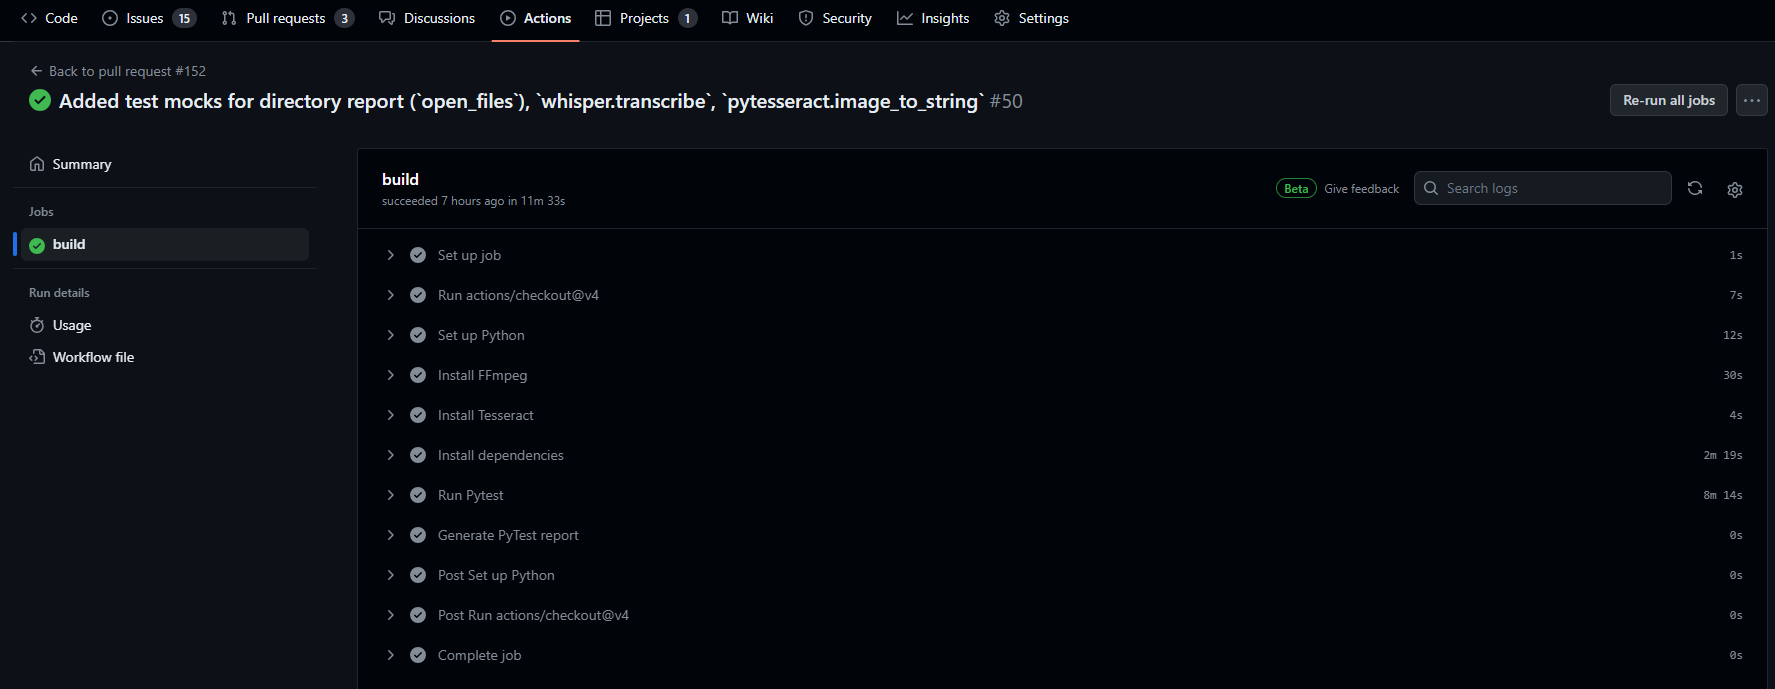 Code Issues 15 Pull requests 3 Discussions Actions Projects 1 Wiki Security Insights Settings
Back to pull request #152
Added test mocks for directory report (`open_files`), `whisper.transcribe`, `pytesseract.image_to_string` #50
Re-run all jobs
Summary
Jobs
build
Run details
Usage
Workflow file
build
succeeded 7 hours ago in 11m 33s
Beta Give feedback Search logs
Set up job 1s
Run actions/checkout@v4 7s
Set up Python 12s
Install FFmpeg 30s
Install Tesseract 4s
Install dependencies 2m 19s
Run Pytest 8m 14s
Generate PyTest report 0s
Post Set up Python 0s
Post Run actions/checkout@v4 0s
Complete job 0s